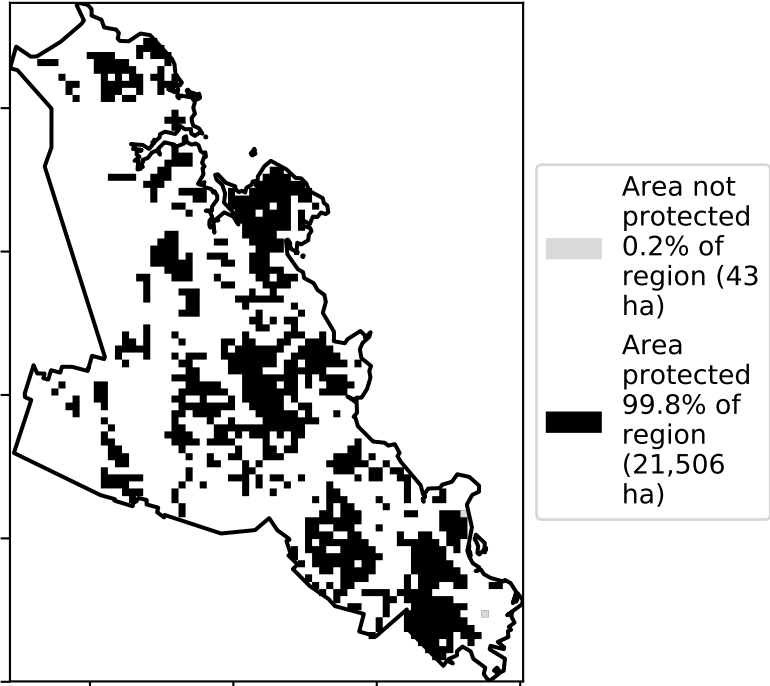 Area not
protected
0.2% of
region (43
ha)
Area
protected
99.8% of
region
(21,506
ha)